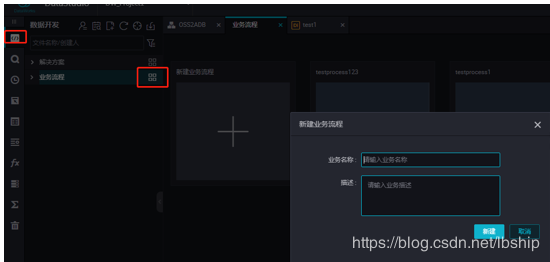 DataStudio
数据开发
OSS2ADB
业务流程
test1
文件名称/创建人
解决方案
业务流程
新建业务流程
testprocess123
testprocess1
新建业务流程
业务名称：
请输入业务名称
描述：
请输入业务描述
新建
取消
https://blog.csdn.net/lbship